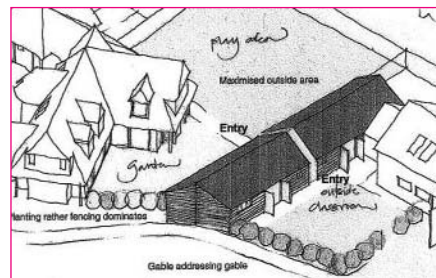 play area
Maximised outside area
Entry
garden
Entry
outside
classroom
Planting rather fencing dominates
Gable addressing gable